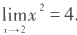 lim x² = 4.
x→2